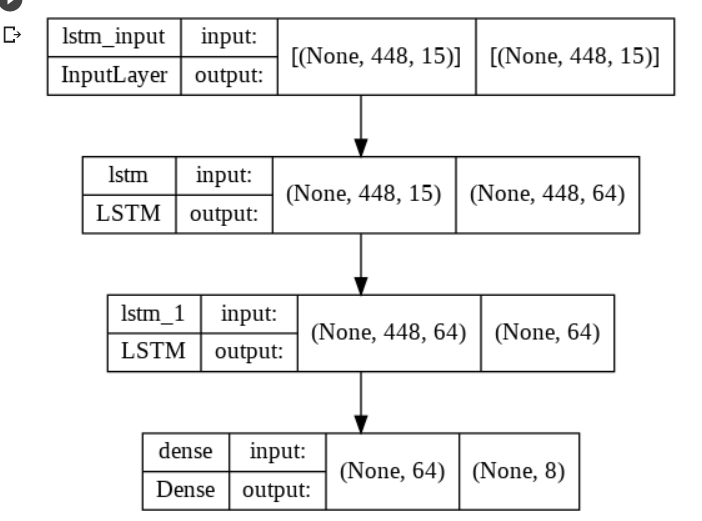 lstm_input input: [(None, 448, 15)] [(None, 448, 15)]
InputLayer output:
lstm input: (None, 448, 15) (None, 448, 64)
LSTM output:
lstm_1 input: (None, 448, 64) (None, 64)
LSTM output:
dense input: (None, 64) (None, 8)
Dense output: